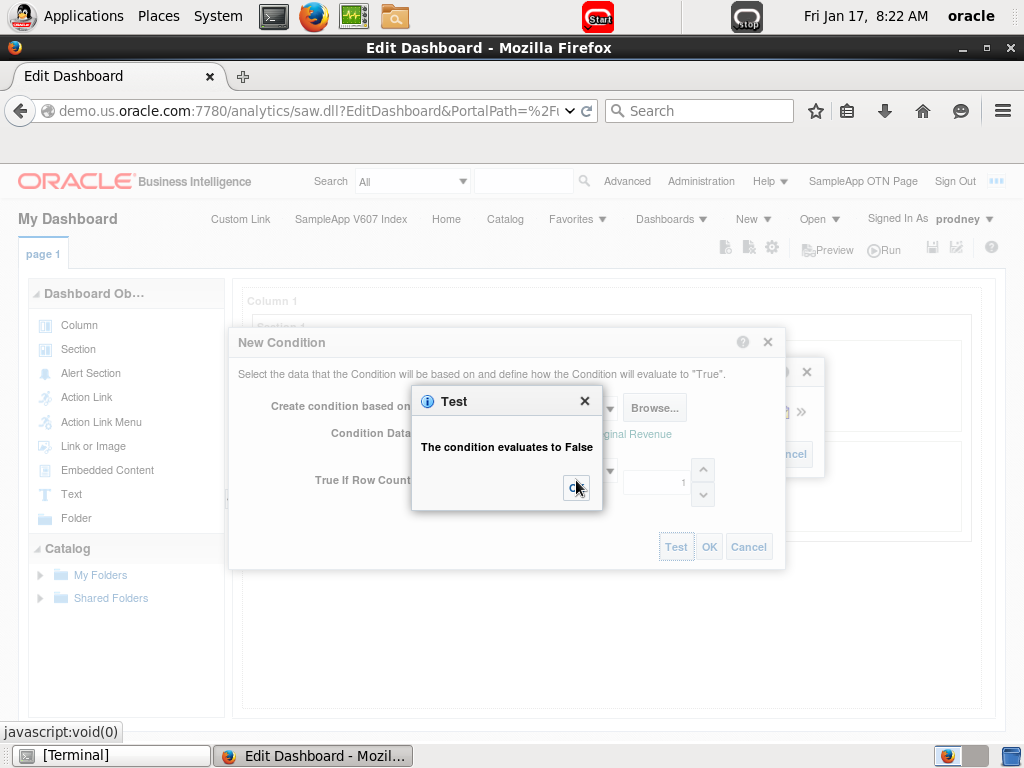 Applications Places System
Start
stop
Fri Jan 17, 8:22 AM oracle
Edit Dashboard - Mozilla Firefox
Edit Dashboard
demo.us.oracle.com:7780/analytics/saw.dll?EditDashboard&PortalPath=%2F
Search
ORACLE Business Intelligence
Search All Advanced Administration Help SampleApp OTN Page Sign Out
My Dashboard
Custom Link SampleApp V607 Index Home Catalog Favorites Dashboards New Open Signed In As prodney
page 1
Preview Run
Dashboard Ob...
Column
Section
Alert Section
Action Link
Action Link Menu
Link or Image
Embedded Content
Text
Folder
Catalog
My Folders
Shared Folders
Column 1
Section 1
New Condition
Select the data that the Condition will be based on and define how the Condition will evaluate to "True".
Create condition based on
Browse...
Condition Data
True If Row Count
1
Test OK Cancel
Test
The condition evaluates to False
javascript:void(0)
[Terminal]
Edit Dashboard - Mozil...